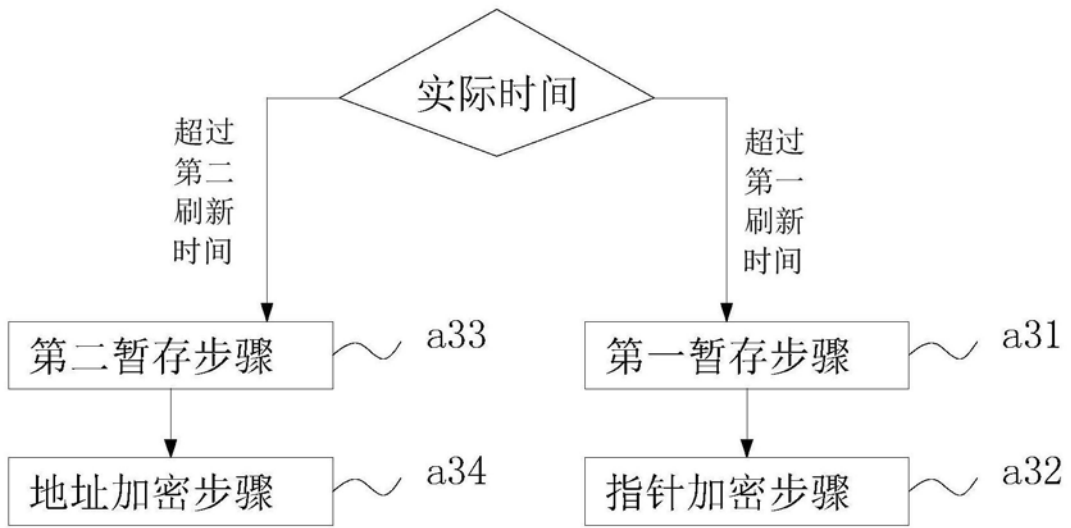 实际时间
超过
第二
刷新
时间
超过
第一
刷新
时间
第二暂存步骤
a33
第一暂存步骤
a31
地址加密步骤
a34
指针加密步骤
a32